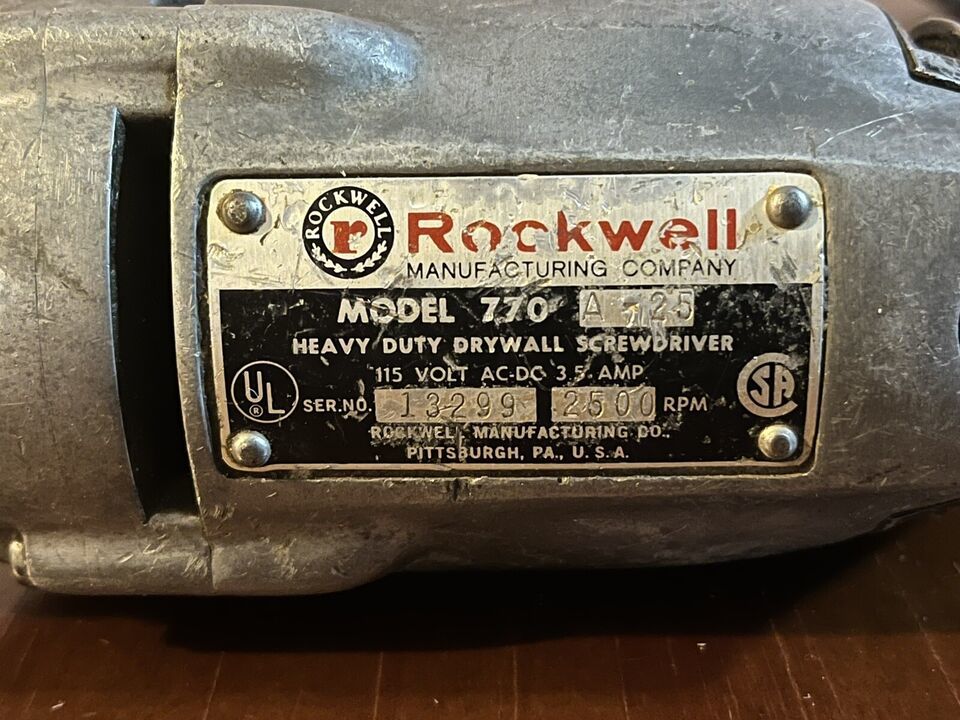 ROCKWELL
r
Rockwell
MANUFACTURING COMPANY
MODEL 770 A-25
HEAVY DUTY DRYWALL SCREWDRIVER
115 VOLT AC-DC 3.5 AMP
UL ® SER.NO. 13299 2500 RPM SA
ROCKWELL MANUFACTURING CO.,
PITTSBURGH, PA., U.S.A.